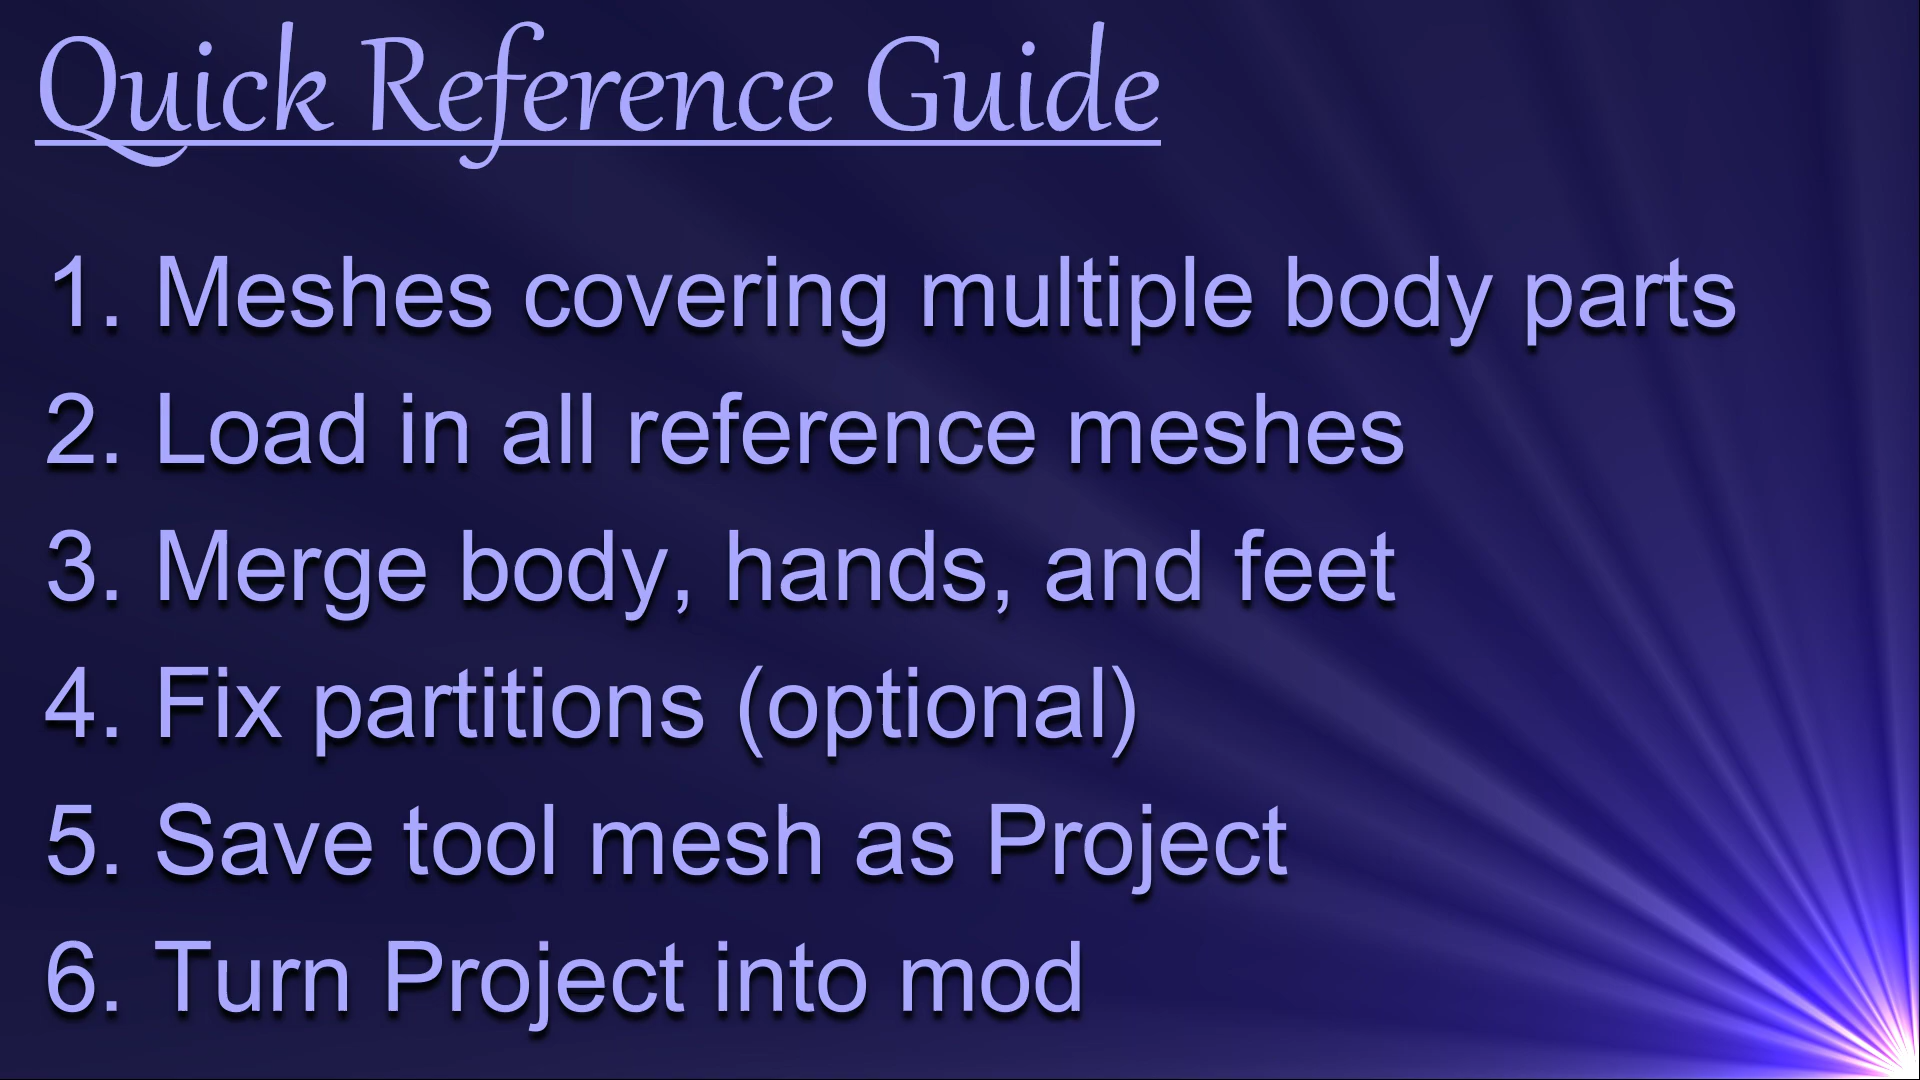 Quick Reference Guide
1. Meshes covering multiple body parts
2. Load in all reference meshes
3. Merge body, hands, and feet
4. Fix partitions (optional)
5. Save tool mesh as Project
6. Turn Project into mod